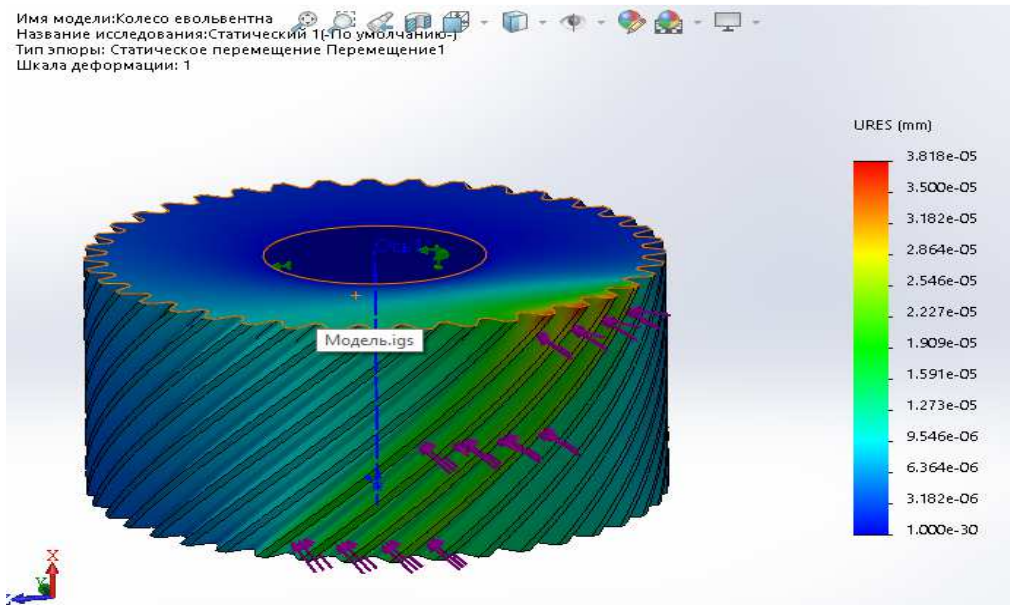 Имя модели:Колесо евольвентна
Название исследования:Статический 1(-По умолчанию-)
Тип эпюры: Статическое перемещение Перемещение1
Шкала деформации: 1
URES (mm)
3.818e-05
3.500e-05
3.182e-05
2.864e-05
2.546e-05
2.227e-05
1.909e-05
1.591e-05
1.273e-05
9.546e-06
6.364e-06
3.182e-06
1.000e-30
Модель.igs
X
Y